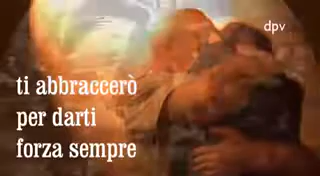 dpv
ti abbraccerò
per darti
forza sempre